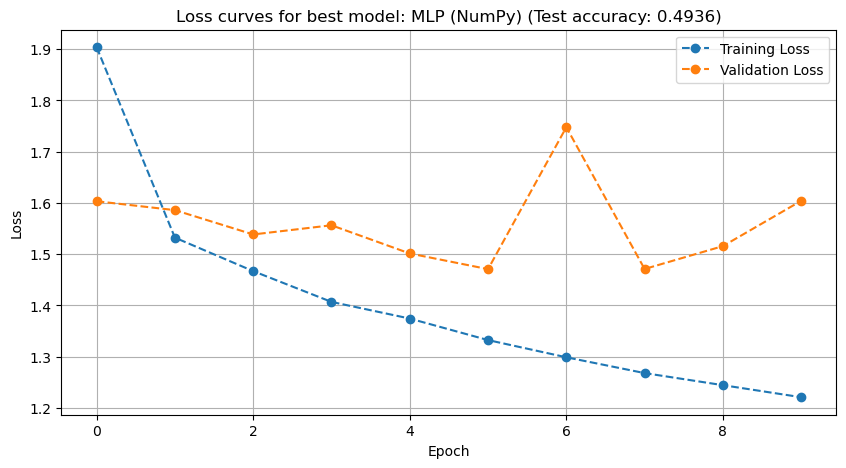 Loss curves for best model: MLP (NumPy) (Test accuracy: 0.4936)
Training Loss
Validation Loss
1.9
1.8
1.7
1.6
1.5
1.4
1.3
1.2
Loss
0 2 4 6 8
Epoch